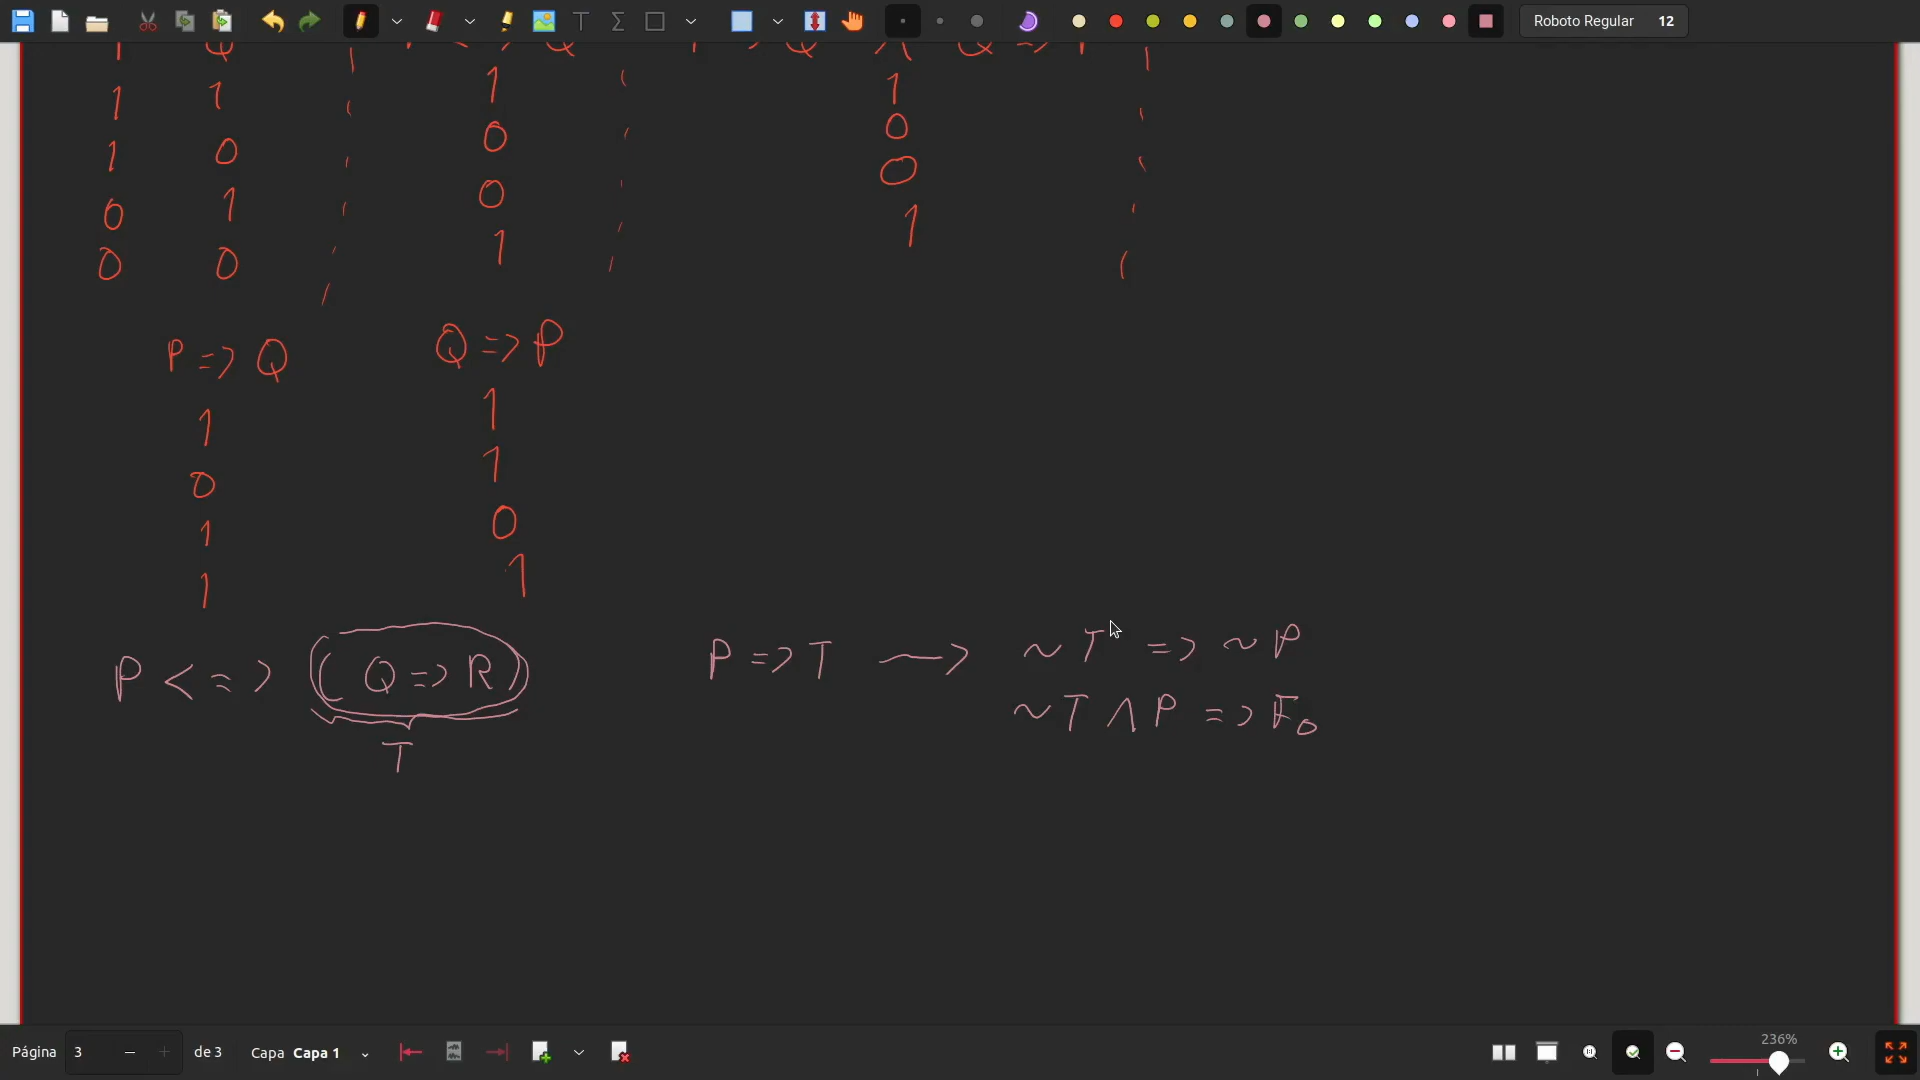 Roboto Regular 12
P Q P <=> Q P => Q ∧ Q => P
1 1 1 1
1 0 0 0
0 1 0 0
0 0 1 1
P => Q Q => P
1 1
0 1
1 0
1 1
P <=> (Q => R) P => T → ~T => ~P
T ~T ∧ P => F₀
Página 3 de 3 Capa Capa 1 236%